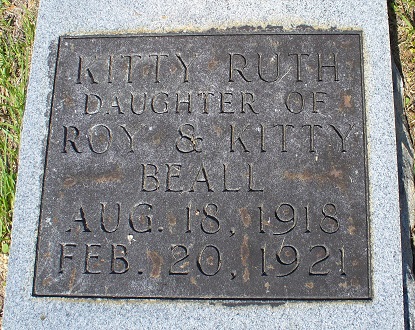 KITTY RUTH
DAUGHTER OF
ROY & KITTY
BEALL
AUG. 18, 1918
FEB. 20, 1921